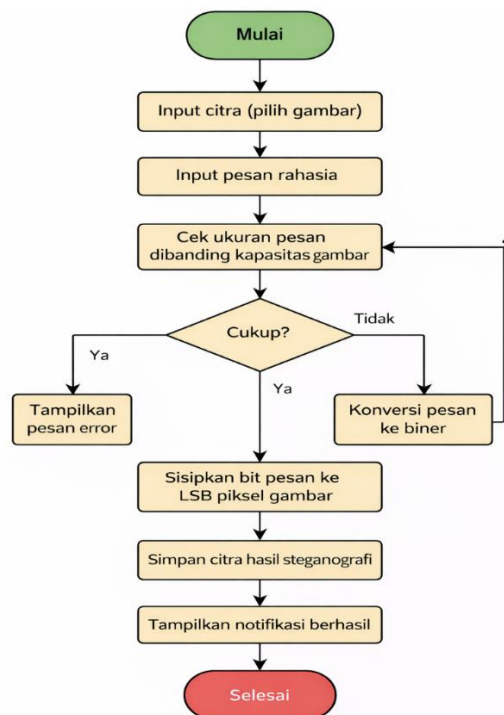 Mulai
Input citra (pilih gambar)
Input pesan rahasia
Cek ukuran pesan
dibanding kapasitas gambar
Cukup?
Ya
Tidak
Ya
Tampilkan
pesan error
Konversi pesan
ke biner
Sisipkan bit pesan ke
LSB piksel gambar
Simpan citra hasil steganografi
Tampilkan notifikasi berhasil
Selesai